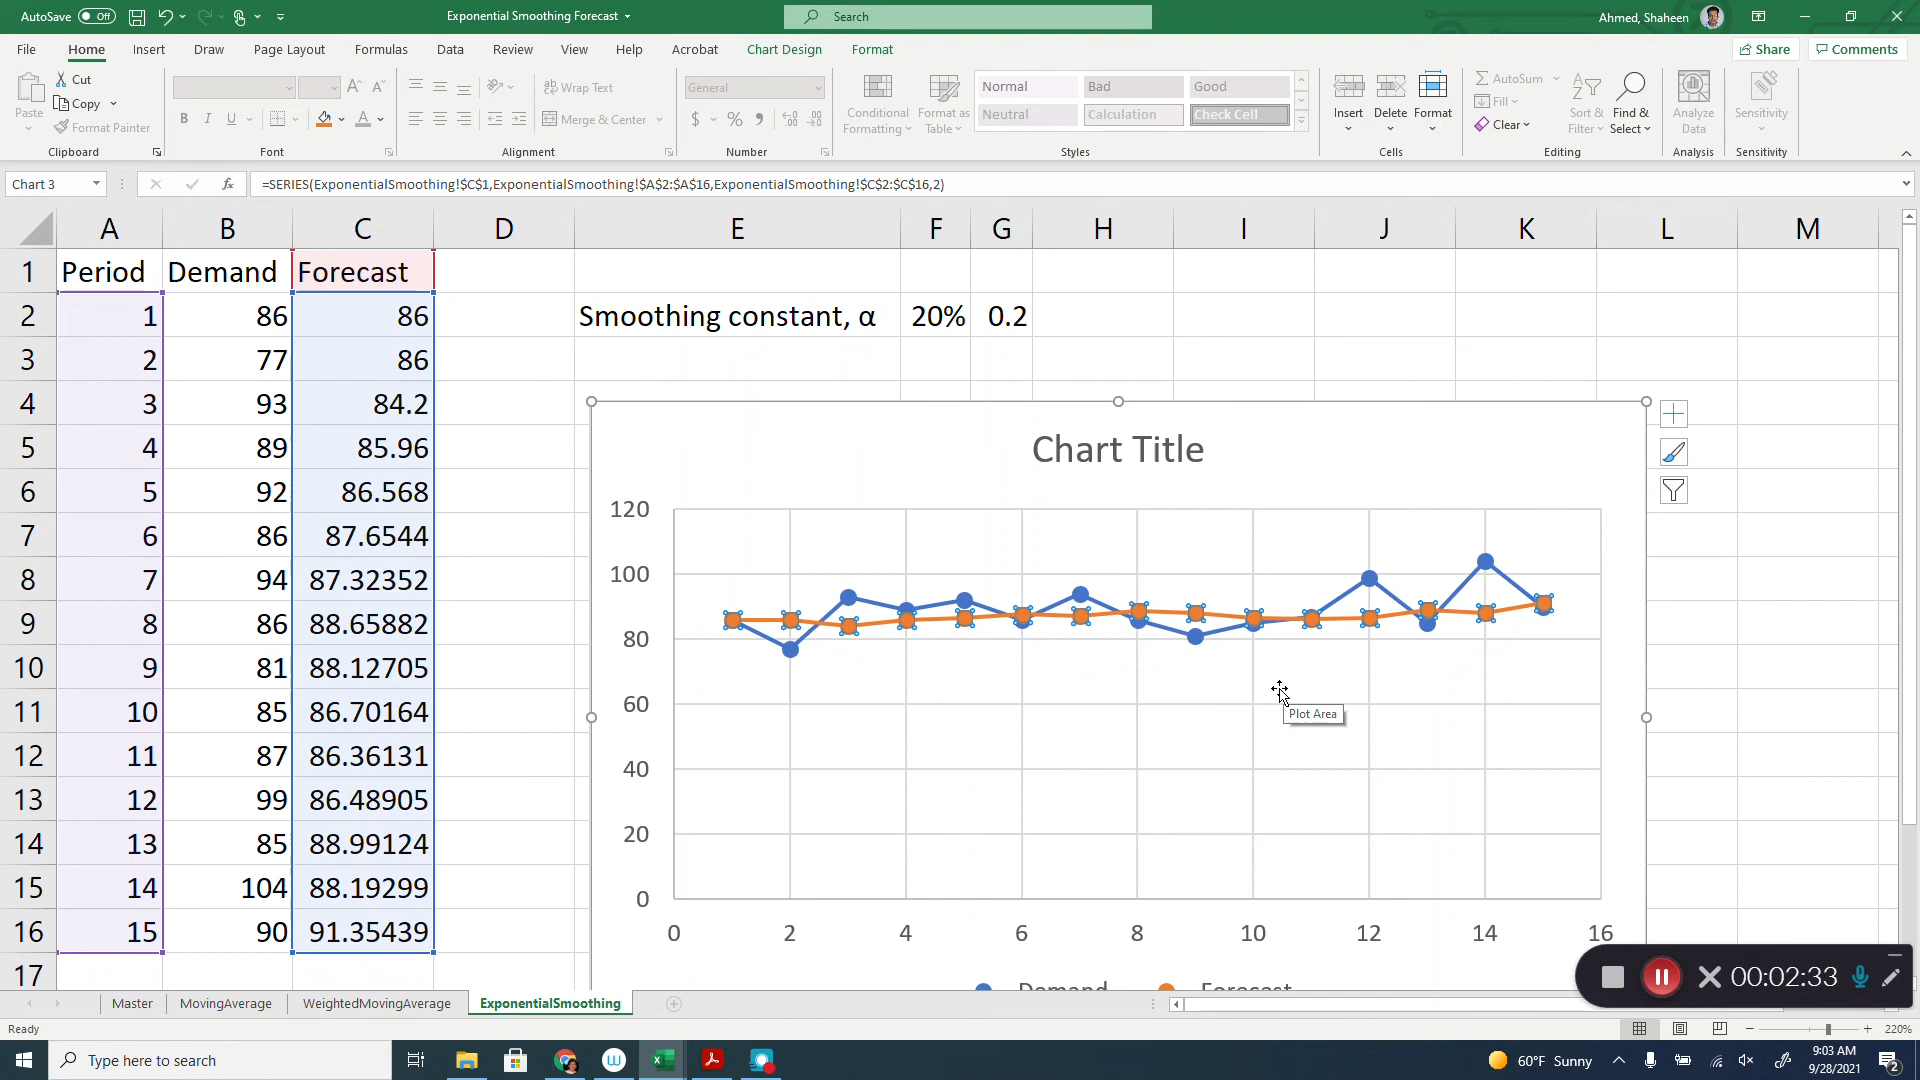 AutoSave Off Exponential Smoothing Forecast Search Ahmed, Shaheen
File Home Insert Draw Page Layout Formulas Data Review View Help Acrobat Chart Design Format Share Comments
Cut
Copy
Format Painter
Paste
Clipboard
B I U
Font
Wrap Text
Merge & Center
Alignment
General
$ % 9
Number
Conditional Formatting
Format as Table
Normal Bad Good
Neutral Calculation Check Cell
Styles
Insert Delete Format
Cells
AutoSum
Fill
Clear
Sort & Filter
Find & Select
Editing
Analyze Data
Analysis
Sensitivity
Sensitivity
Chart 3 fx =SERIES(ExponentialSmoothing!$C$1,ExponentialSmoothing!$A$2:$A$16,ExponentialSmoothing!$C$2:$C$16,2)
A B C D E F G H I J K L M
1 Period Demand Forecast
2 1 86 86 Smoothing constant, α 20% 0.2
3 2 77 86
4 3 93 84.2
5 4 89 85.96
6 5 92 86.568
7 6 86 87.6544
8 7 94 87.32352
9 8 86 88.65882
10 9 81 88.12705
11 10 85 86.70164
12 11 87 86.36131
13 12 99 86.48905
14 13 85 88.99124
15 14 104 88.19299
16 15 90 91.35439
17
Chart Title
120
100
80
60
40
20
0
0 2 4 6 8 10 12 14 16
Plot Area
Demand Forecast
00:02:33
Master MovingAverage WeightedMovingAverage ExponentialSmoothing
Ready 220%
Type here to search 60°F Sunny 9:03 AM
9/28/2021
2